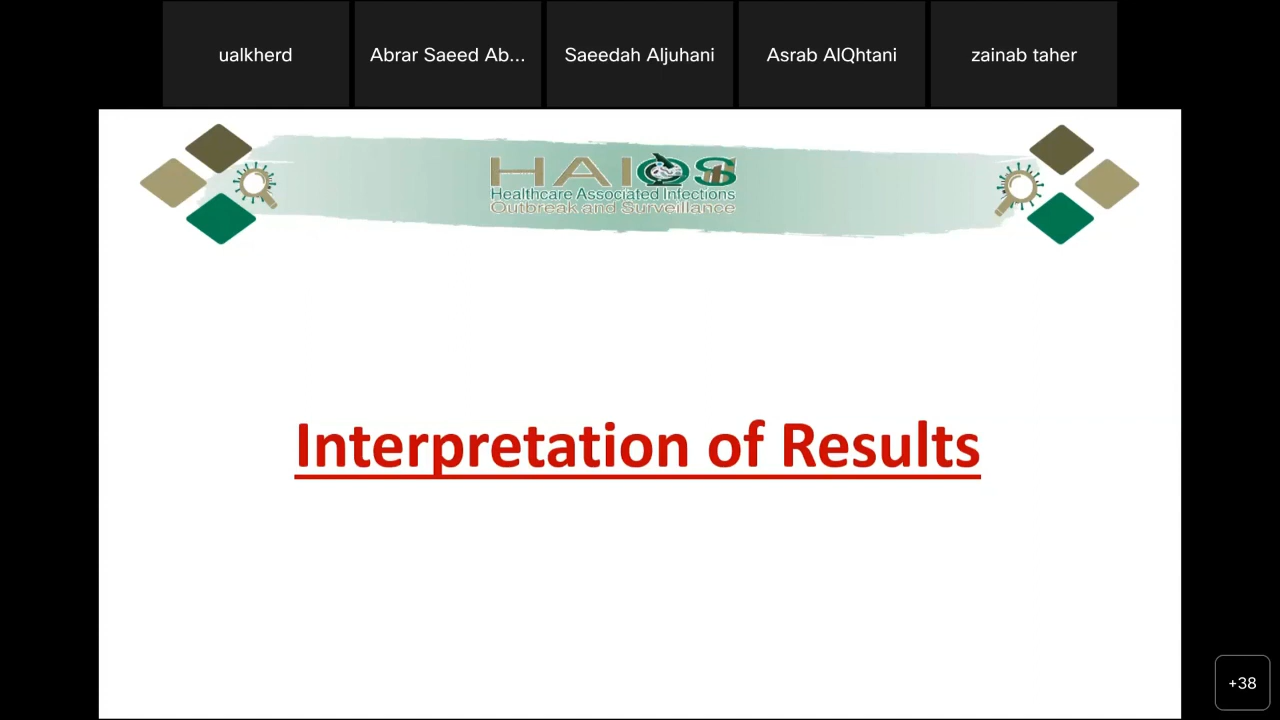 ualkherd
Abrar Saeed Ab...
Saeedah Aljuhani
Asrab AlQhtani
zainab taher
HAIOS
Healthcare Associated Infections
Outbreak and Surveillance
Interpretation of Results
+38